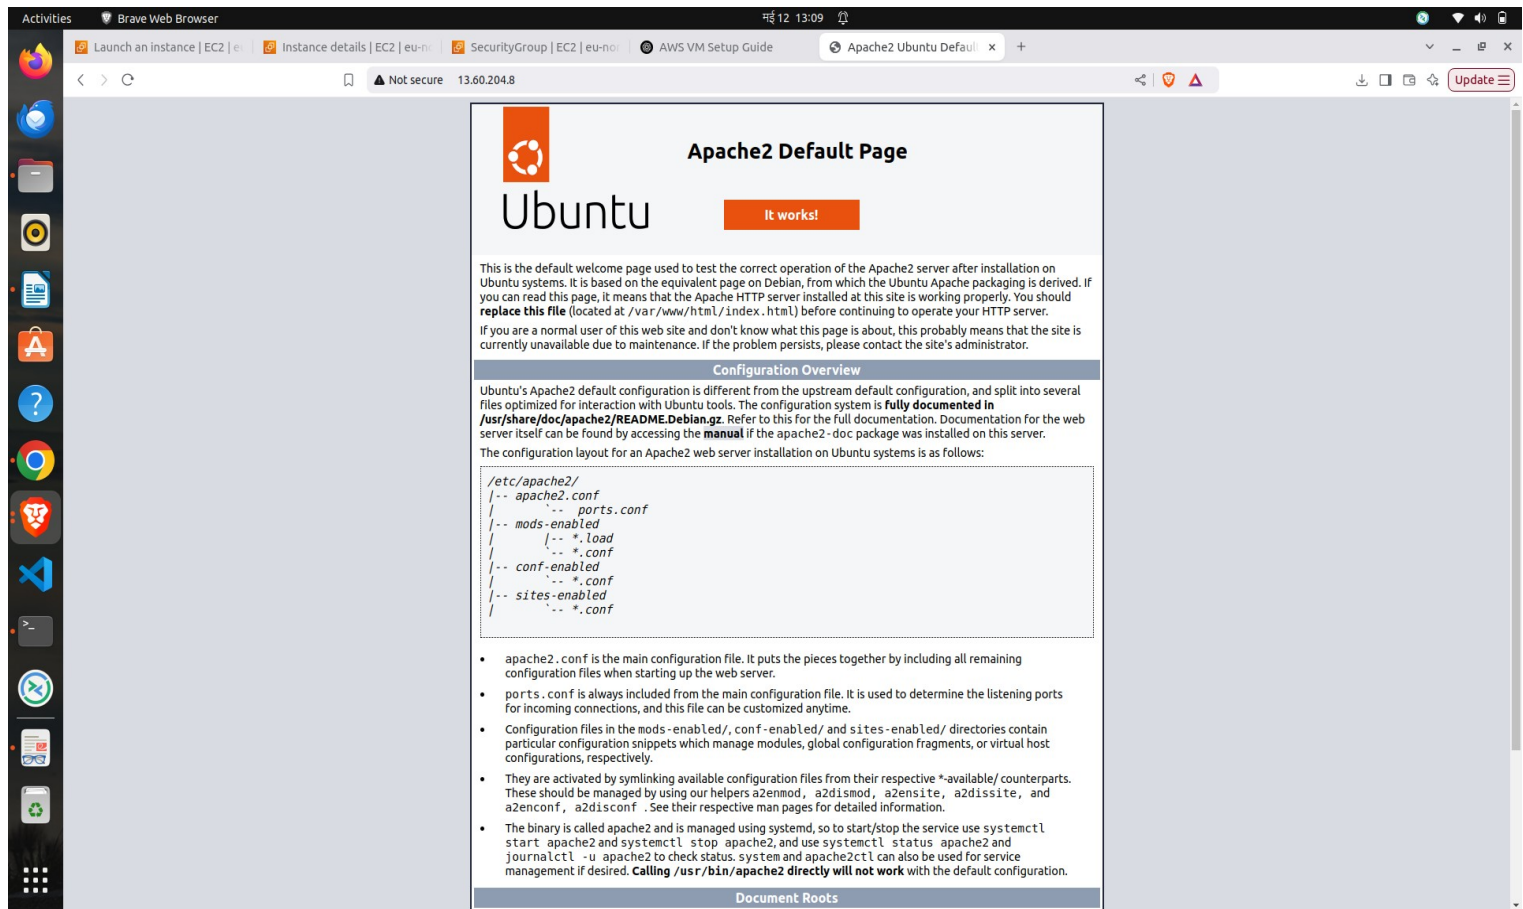 Activities
Brave Web Browser
मई 12 13:09
Launch an instance | EC2 | e
Instance details | EC2 | eu-n
SecurityGroup | EC2 | eu-no
AWS VM Setup Guide
Apache2 Ubuntu Defaul
Not secure 13.60.204.8
Update
Apache2 Default Page
Ubuntu
It works!
This is the default welcome page used to test the correct operation of the Apache2 server after installation on
Ubuntu systems. It is based on the equivalent page on Debian, from which the Ubuntu Apache packaging is derived. If
you can read this page, it means that the Apache HTTP server installed at this site is working properly. You should
replace this file (located at /var/www/html/index.html) before continuing to operate your HTTP server.
If you are a normal user of this web site and don't know what this page is about, this probably means that the site is
currently unavailable due to maintenance. If the problem persists, please contact the site's administrator.
Configuration Overview
Ubuntu's Apache2 default configuration is different from the upstream default configuration, and split into several
files optimized for interaction with Ubuntu tools. The configuration system is fully documented in
/usr/share/doc/apache2/README.Debian.gz. Refer to this for the full documentation. Documentation for the web
server itself can be found by accessing the manual if the apache2-doc package was installed on this server.
The configuration layout for an Apache2 web server installation on Ubuntu systems is as follows:
/etc/apache2/
|-- apache2.conf
|       `--  ports.conf
|-- mods-enabled
|       |-- *.load
|       `-- *.conf
|-- conf-enabled
|       `-- *.conf
|-- sites-enabled
|       `-- *.conf
• apache2.conf is the main configuration file. It puts the pieces together by including all remaining
configuration files when starting up the web server.
• ports.conf is always included from the main configuration file. It is used to determine the listening ports
for incoming connections, and this file can be customized anytime.
• Configuration files in the mods-enabled/, conf-enabled/ and sites-enabled/ directories contain
particular configuration snippets which manage modules, global configuration fragments, or virtual host
configurations, respectively.
• They are activated by symlinking available configuration files from their respective *-available/ counterparts.
These should be managed by using our helpers a2enmod, a2dismod, a2ensite, a2dissite, and
a2enconf, a2disconf . See their respective man pages for detailed information.
• The binary is called apache2 and is managed using systemd, so to start/stop the service use systemctl
start apache2 and systemctl stop apache2, and use systemctl status apache2 and
journalctl -u apache2 to check status. system and apache2ctl can also be used for service
management if desired. Calling /usr/bin/apache2 directly will not work with the default configuration.
Document Roots